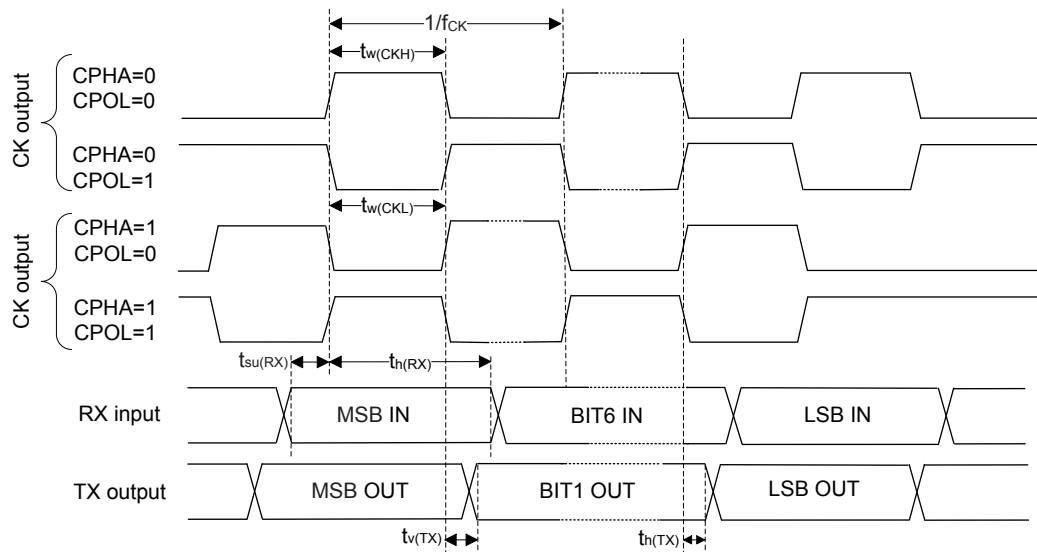 1/fCK
tw(CKH)
CK output
CPHA=0
CPOL=0
CPHA=0
CPOL=1
tw(CKL)
CK output
CPHA=1
CPOL=0
CPHA=1
CPOL=1
tsu(RX)
th(RX)
RX input
MSB IN
BIT6 IN
LSB IN
TX output
MSB OUT
BIT1 OUT
LSB OUT
tv(TX)
th(TX)